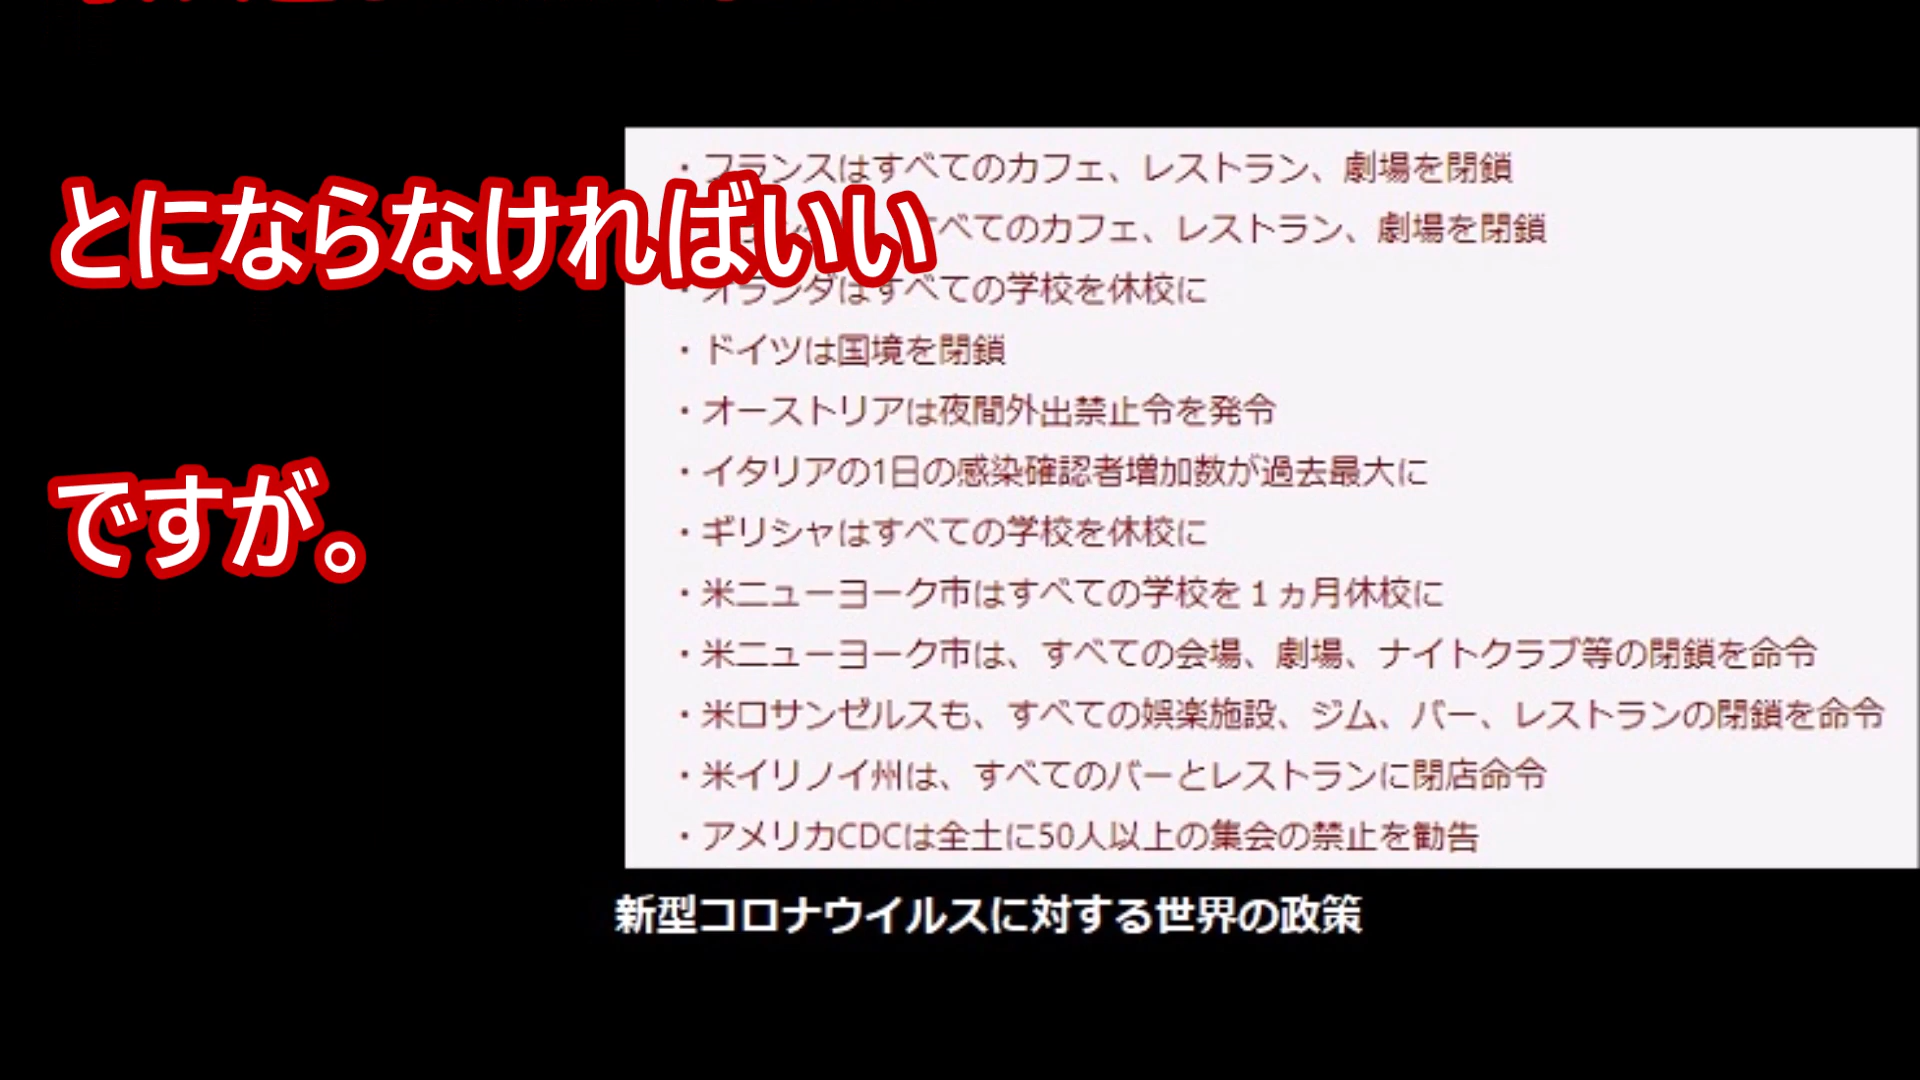 とにならなければいい
ですが。
・フランスはすべてのカフェ、レストラン、劇場を閉鎖
べてのカフェ、レストラン、劇場を閉鎖
・オランダはすべての学校を休校に
・ドイツは国境を閉鎖
・オーストリアは夜間外出禁止令を発令
・イタリアの1日の感染確認者増加数が過去最大に
・ギリシャはすべての学校を休校に
・米ニューヨーク市はすべての学校を１ヵ月休校に
・米ニューヨーク市は、すべての会場、劇場、ナイトクラブ等の閉鎖を命令
・米ロサンゼルスも、すべての娯楽施設、ジム、バー、レストランの閉鎖を命令
・米イリノイ州は、すべてのバーとレストランに閉店命令
・アメリカCDCは全土に50人以上の集会の禁止を勧告
新型コロナウイルスに対する世界の政策